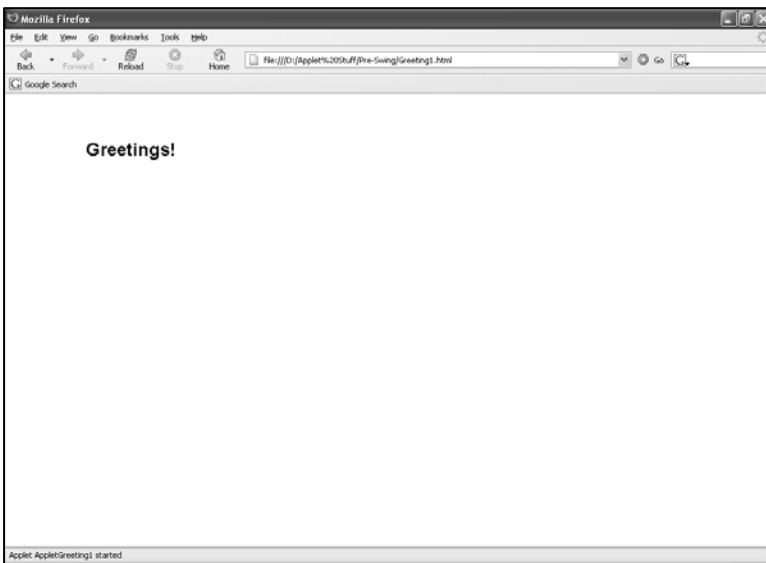 Mozilla Firefox
File Edit View Go Bookmarks Tools Help
Back Forward Reload Stop Home file:///D:/Applet%20Stuff/Pre-Swing/Greeting1.html Go G
G Google Search
Greetings!
Applet AppletGreeting1 started